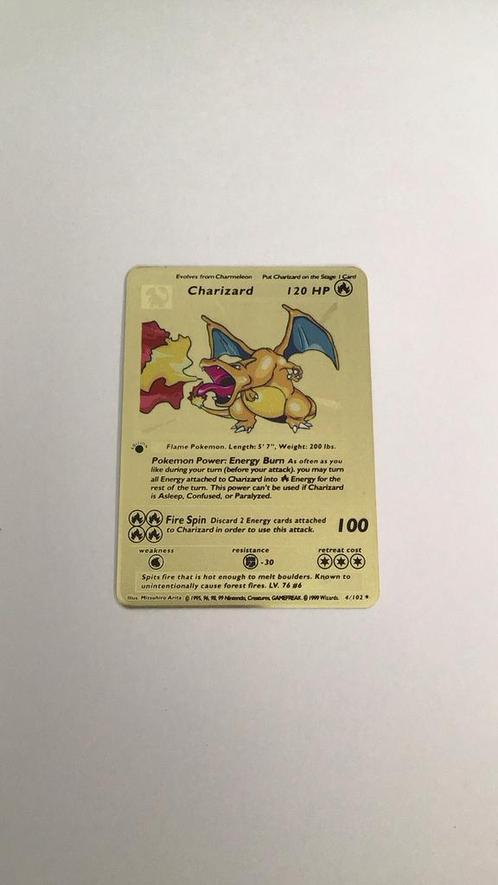 Evolves from Charmeleon Put Charizard on the Stage 1 Card
Charizard 120 HP
Flame Pokemon. Length: 5' 7", Weight: 200 lbs.
Pokemon Power: Energy Burn As often as you
like during your turn (before your attack), you may turn
all Energy attached to Charizard into Energy for the
rest of the turn. This power can't be used if Charizard
is Asleep, Confused, or Paralyzed.
Fire Spin Discard 2 Energy cards attached
to Charizard in order to use this attack.
100
weakness resistance retreat cost
-30
Spits fire that is hot enough to melt boulders. Known to
unintentionally cause forest fires. LV. 76 #6
Illus. Mitsuhiro Arita © 1995, 96, 98, 99 Nintendo, Creatures, GAMEFREAK. © 1999 Wizards. 4/102